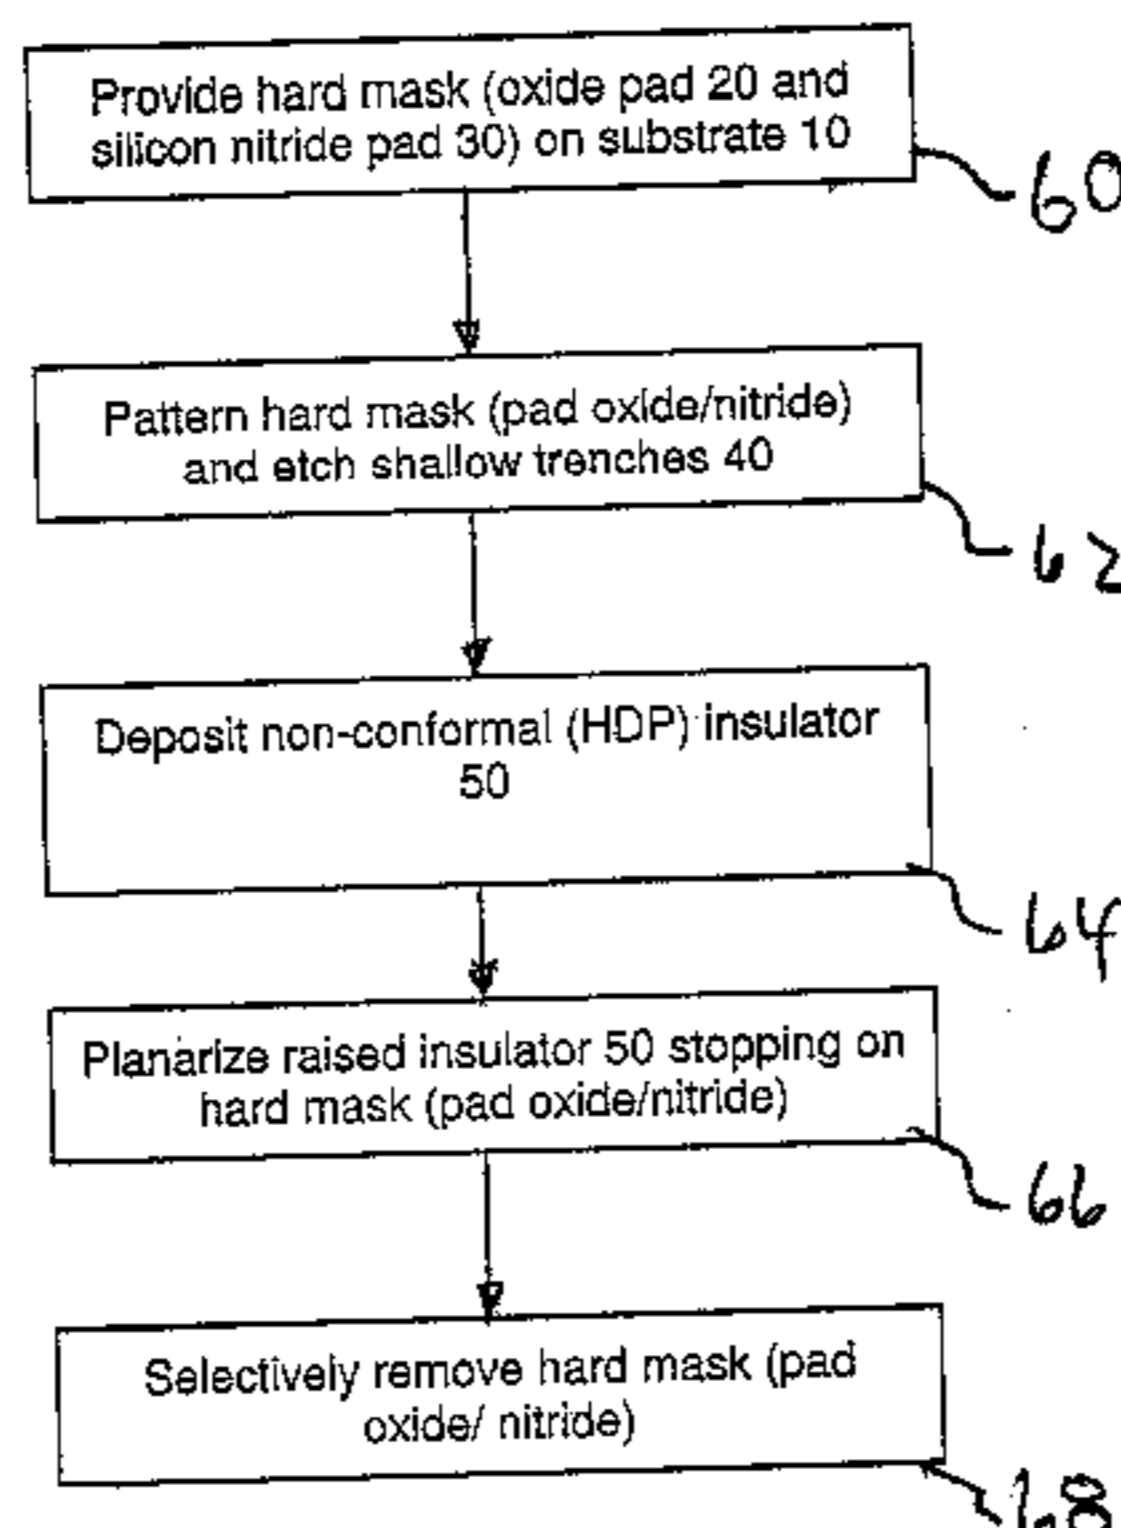 Provide hard mask (oxide pad 20 and
silicon nitride pad 30) on substrate 10
60
Pattern hard mask (pad oxide/nitride)
and etch shallow trenches 40
62
Deposit non-conformal (HDP) insulator
50
64
Planarize raised insulator 50 stopping on
hard mask (pad oxide/nitride)
66
Selectively remove hard mask (pad
oxide/ nitride)
68